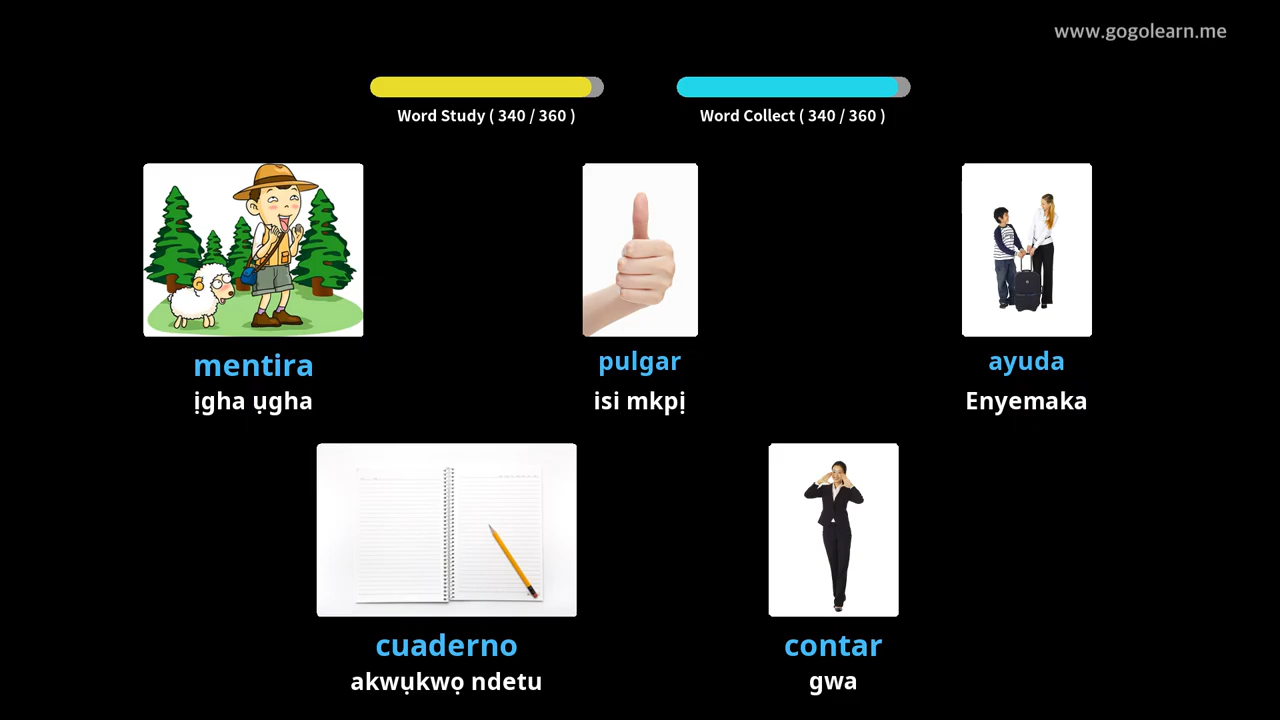 www.gogolearn.me
Word Study ( 340 / 360 )
Word Collect ( 340 / 360 )
mentira
ịgha ụgha
pulgar
isi mkpị
ayuda
Enyemaka
cuaderno
akwụkwọ ndetu
contar
gwa